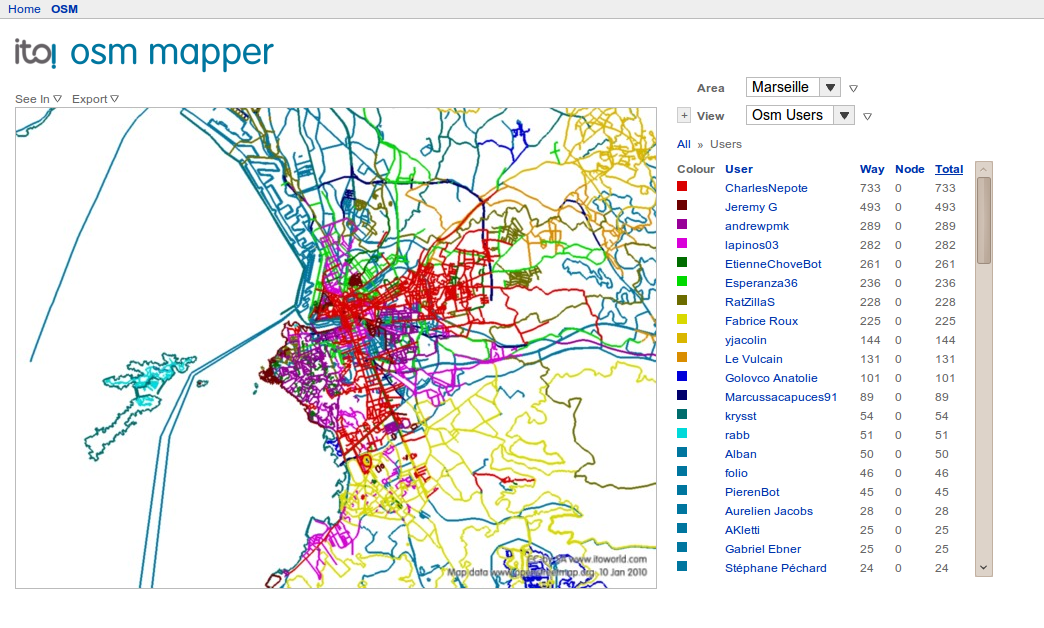 Home OSM
ito! osm mapper
See In Export
Area Marseille
+ View Osm Users
All » Users
Colour User Way Node Total
CharlesNepote 733 0 733
Jeremy G 493 0 493
andrewpmk 289 0 289
lapinos03 282 0 282
EtienneChoveBot 261 0 261
Esperanza36 236 0 236
RatZillaS 228 0 228
Fabrice Roux 225 0 225
yjacolin 144 0 144
Le Vulcain 131 0 131
Golovco Anatolie 101 0 101
Marcussacapuces91 89 0 89
krysst 54 0 54
rabb 51 0 51
Alban 50 0 50
folio 46 0 46
PierenBot 45 0 45
Aurelien Jacobs 28 0 28
AKletti 25 0 25
Gabriel Ebner 25 0 25
Stéphane Péchard 24 0 24
www.itoworld.com
Map data www.openstreetmap.org 10 Jan 2010